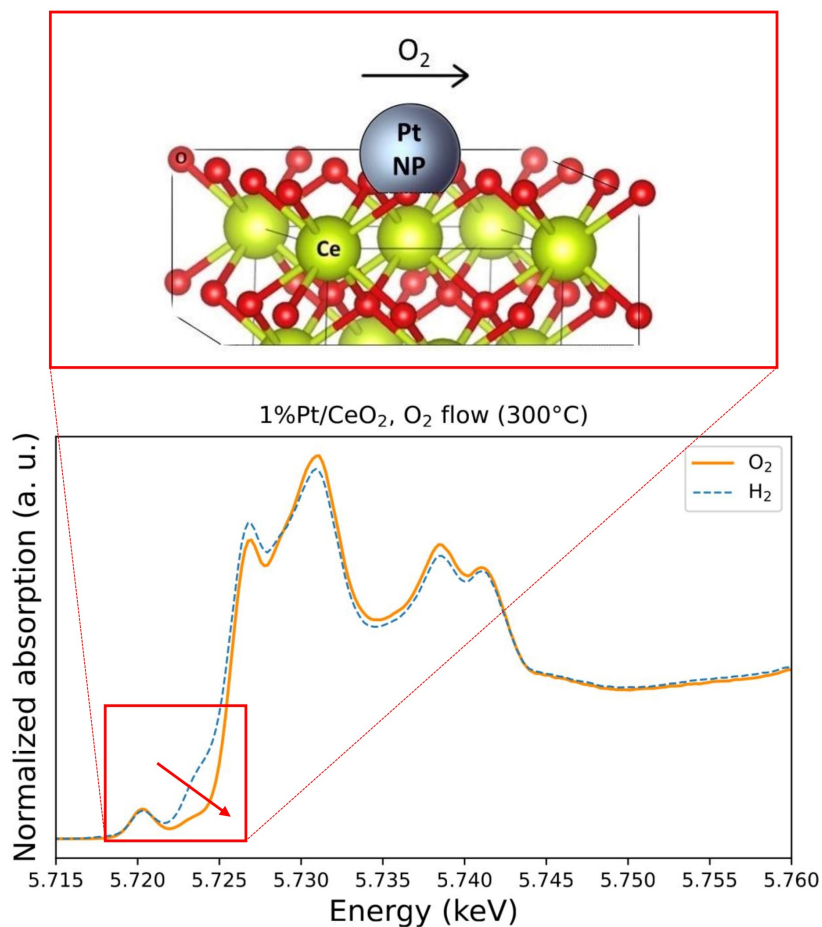 O₂
Pt
NP
O
Ce
1%Pt/CeO₂, O₂ flow (300°C)
O₂
H₂
Normalized absorption (a. u.)
5.715 5.720 5.725 5.730 5.735 5.740 5.745 5.750 5.755 5.760
Energy (keV)